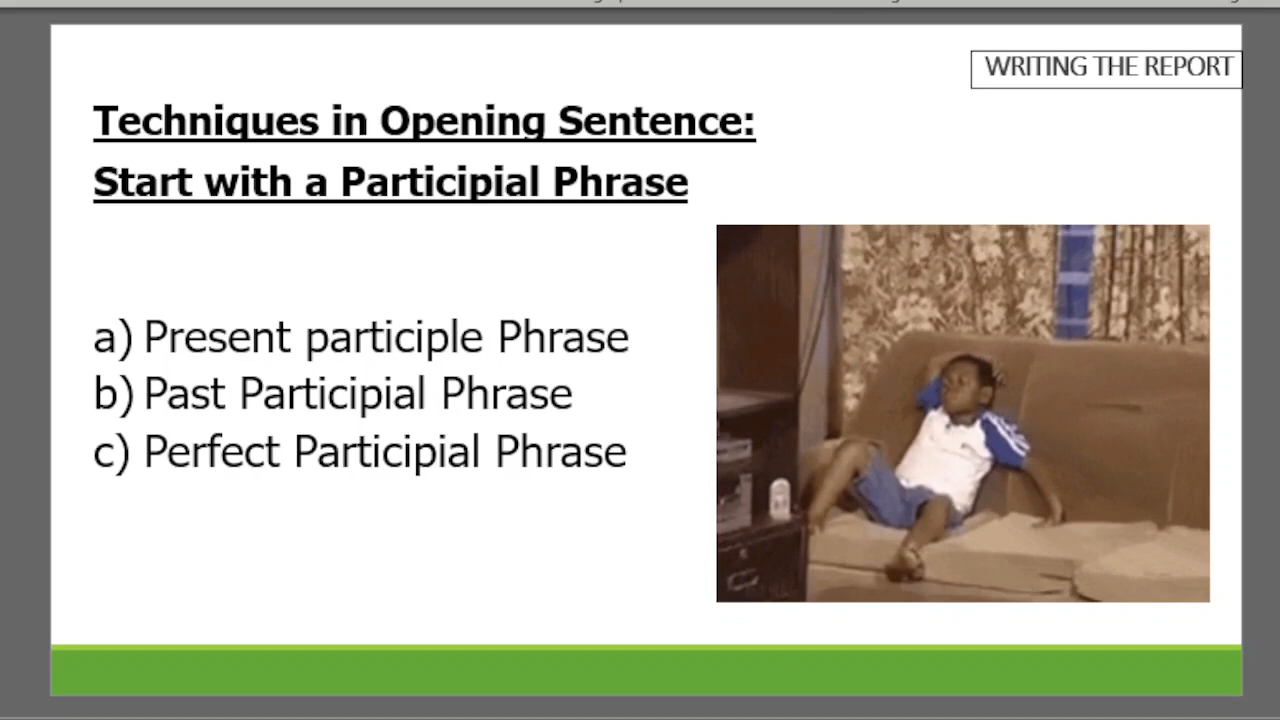 WRITING THE REPORT
Techniques in Opening Sentence:
Start with a Participial Phrase
a) Present participle Phrase
b) Past Participial Phrase
c) Perfect Participial Phrase